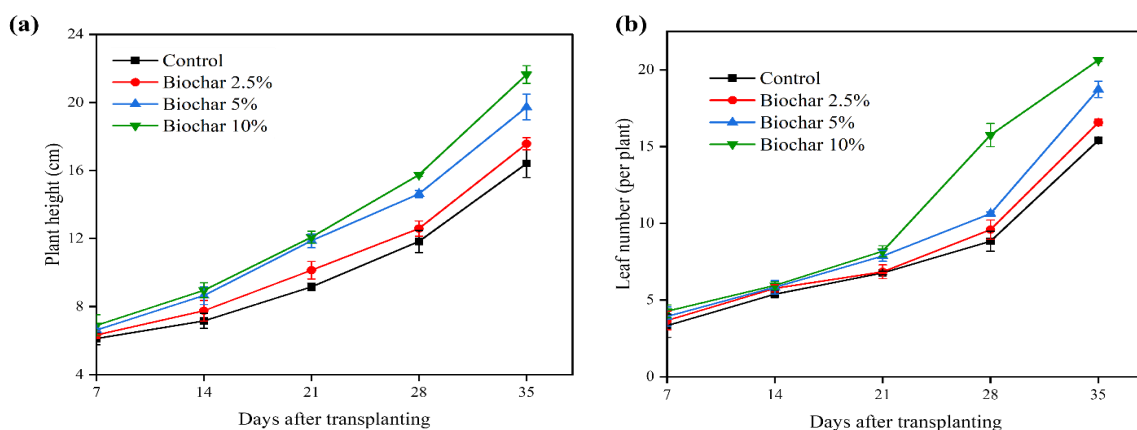 (a)
24
20
16
12
8
4
Plant height (cm)
Control
Biochar 2.5%
Biochar 5%
Biochar 10%
7 14 21 28 35
Days after transplanting
(b)
20
15
10
5
0
Leaf number (per plant)
Control
Biochar 2.5%
Biochar 5%
Biochar 10%
7 14 21 28 35
Days after transplanting